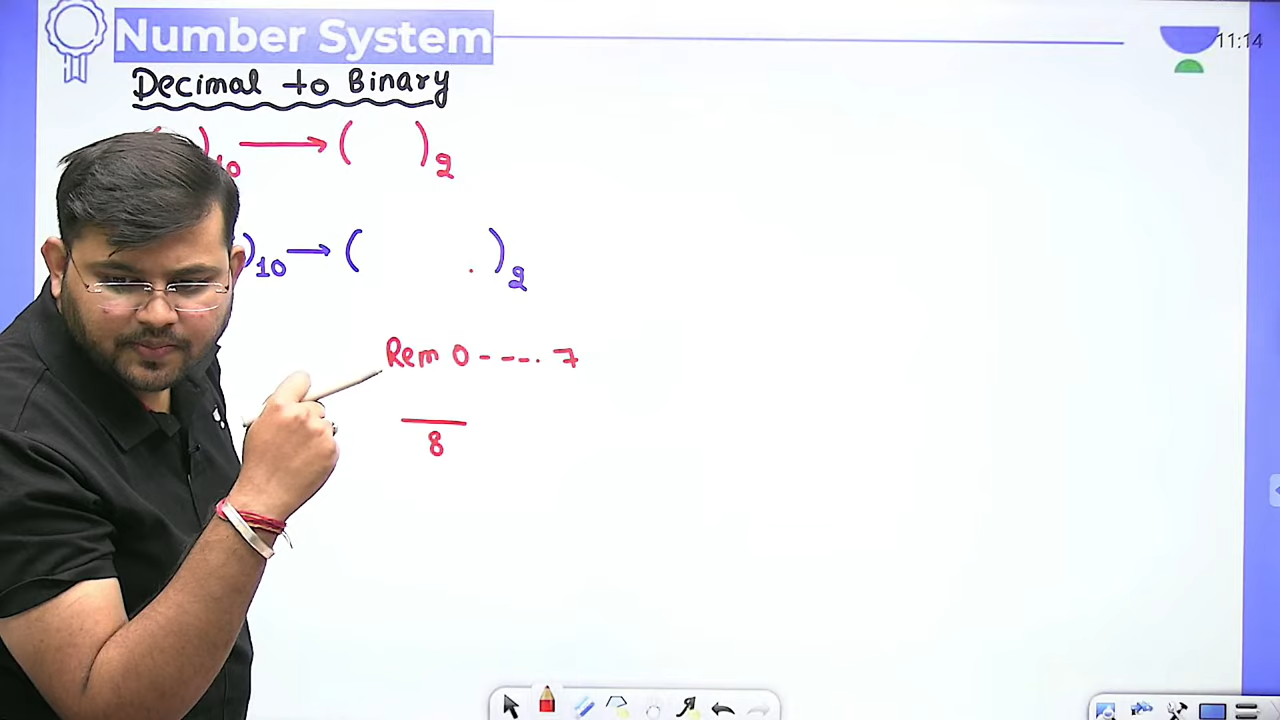 Number System
11:14
Decimal to Binary
)10 → ( )2
)10 → ( . )2
Rem 0 - - - . 7
8